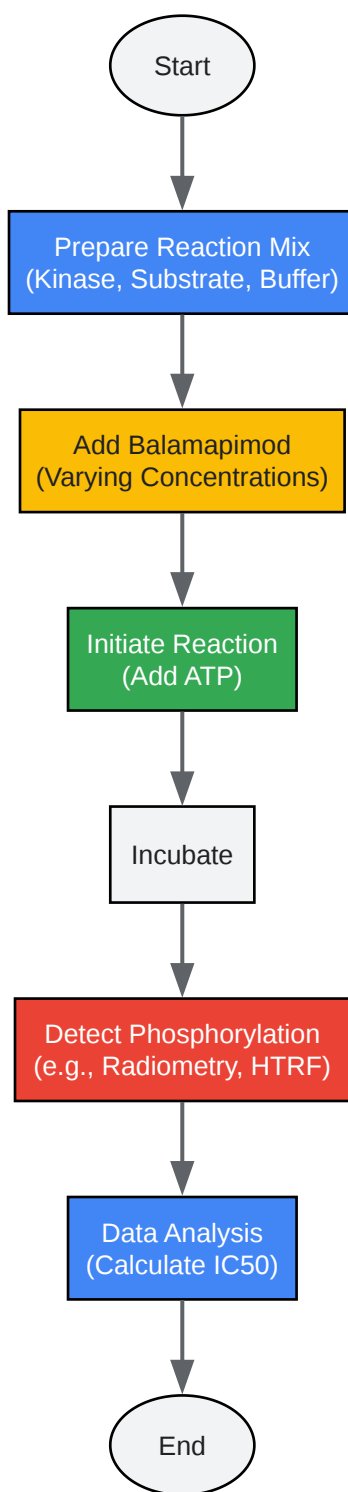 Start
Prepare Reaction Mix
(Kinase, Substrate, Buffer)
Add Balamapimod
(Varying Concentrations)
Initiate Reaction
(Add ATP)
Incubate
Detect Phosphorylation
(e.g., Radiometry, HTRF)
Data Analysis
(Calculate IC50)
End